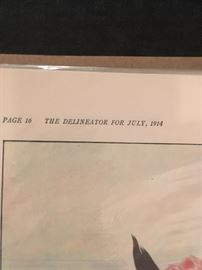 PAGE 16 THE DELINEATOR FOR JULY, 1914